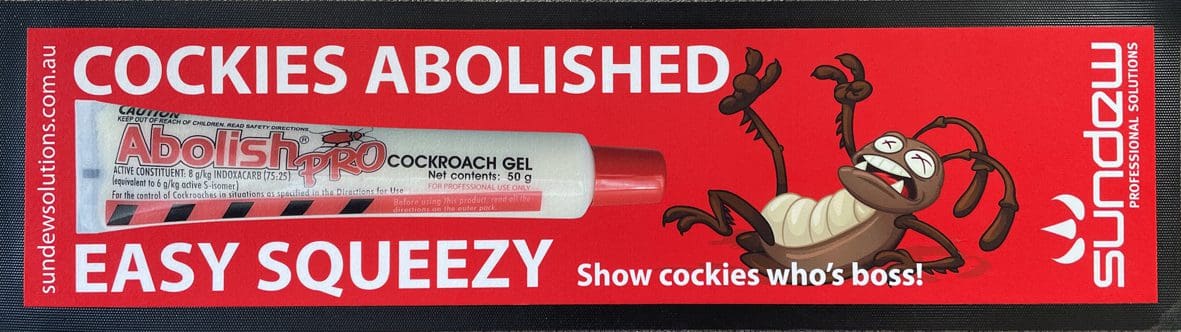 sundewsolutions.com.au
COCKIES ABOLISHED
CAUTION
KEEP OUT OF REACH OF CHILDREN. READ SAFETY DIRECTIONS
Abolish® PRO
COCKROACH GEL
Net contents: 50 g
FOR PROFESSIONAL USE ONLY
ACTIVE CONSTITUENT: 8 g/kg INDOXACARB (75:25)
(equivalent to 6 g/kg active S-isomer)
For the control of Cockroaches in situations as specified in the Directions for Use
Before using this product, read all the
directions on the outer pack.
EASY SQUEEZY
Show cockies who's boss!
sundew
PROFESSIONAL SOLUTIONS